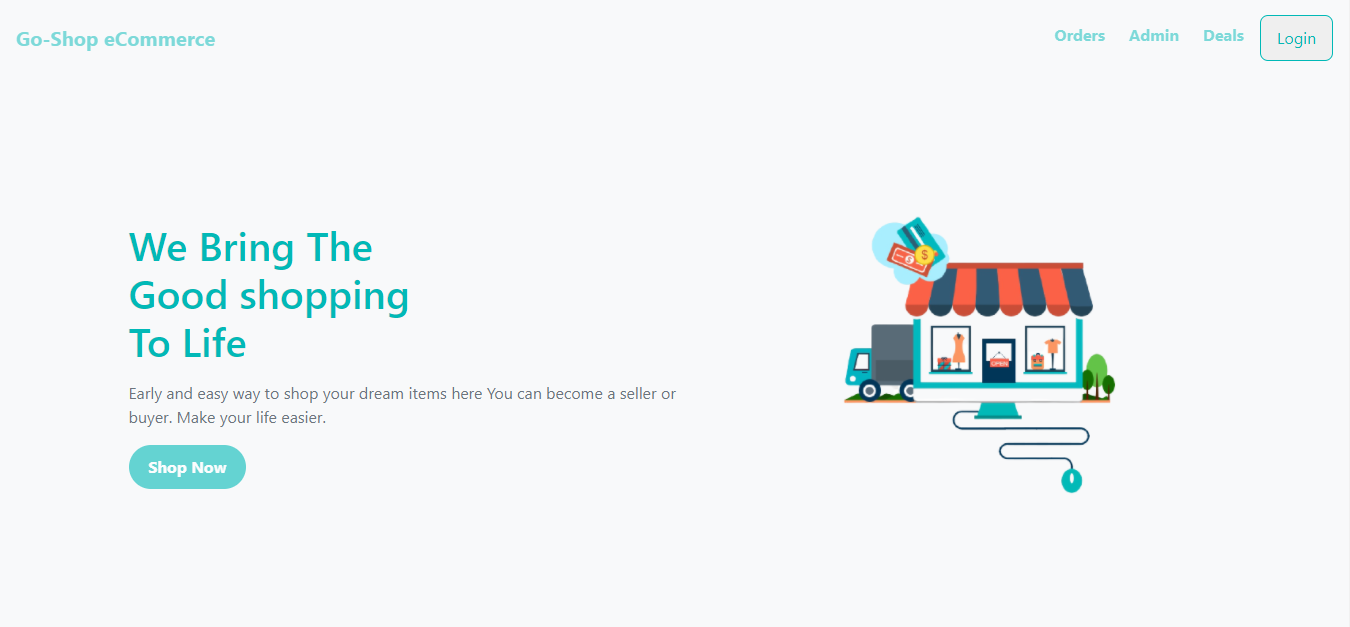 Go-Shop eCommerce
Orders Admin Deals Login
We Bring The
Good shopping
To Life
Early and easy way to shop your dream items here You can become a seller or
buyer. Make your life easier.
Shop Now
$
$
OPEN